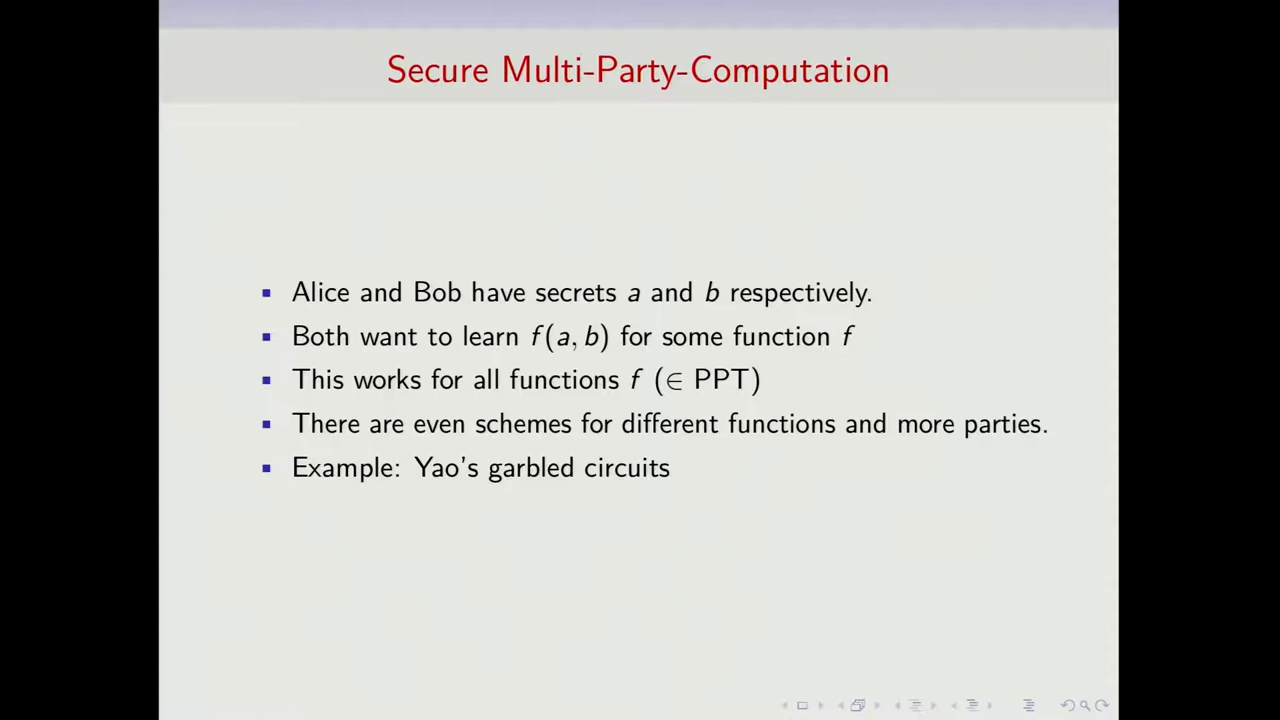 Secure Multi-Party-Computation
Alice and Bob have secrets a and b respectively.
Both want to learn f(a, b) for some function f
This works for all functions f (∈ PPT)
There are even schemes for different functions and more parties.
Example: Yao's garbled circuits